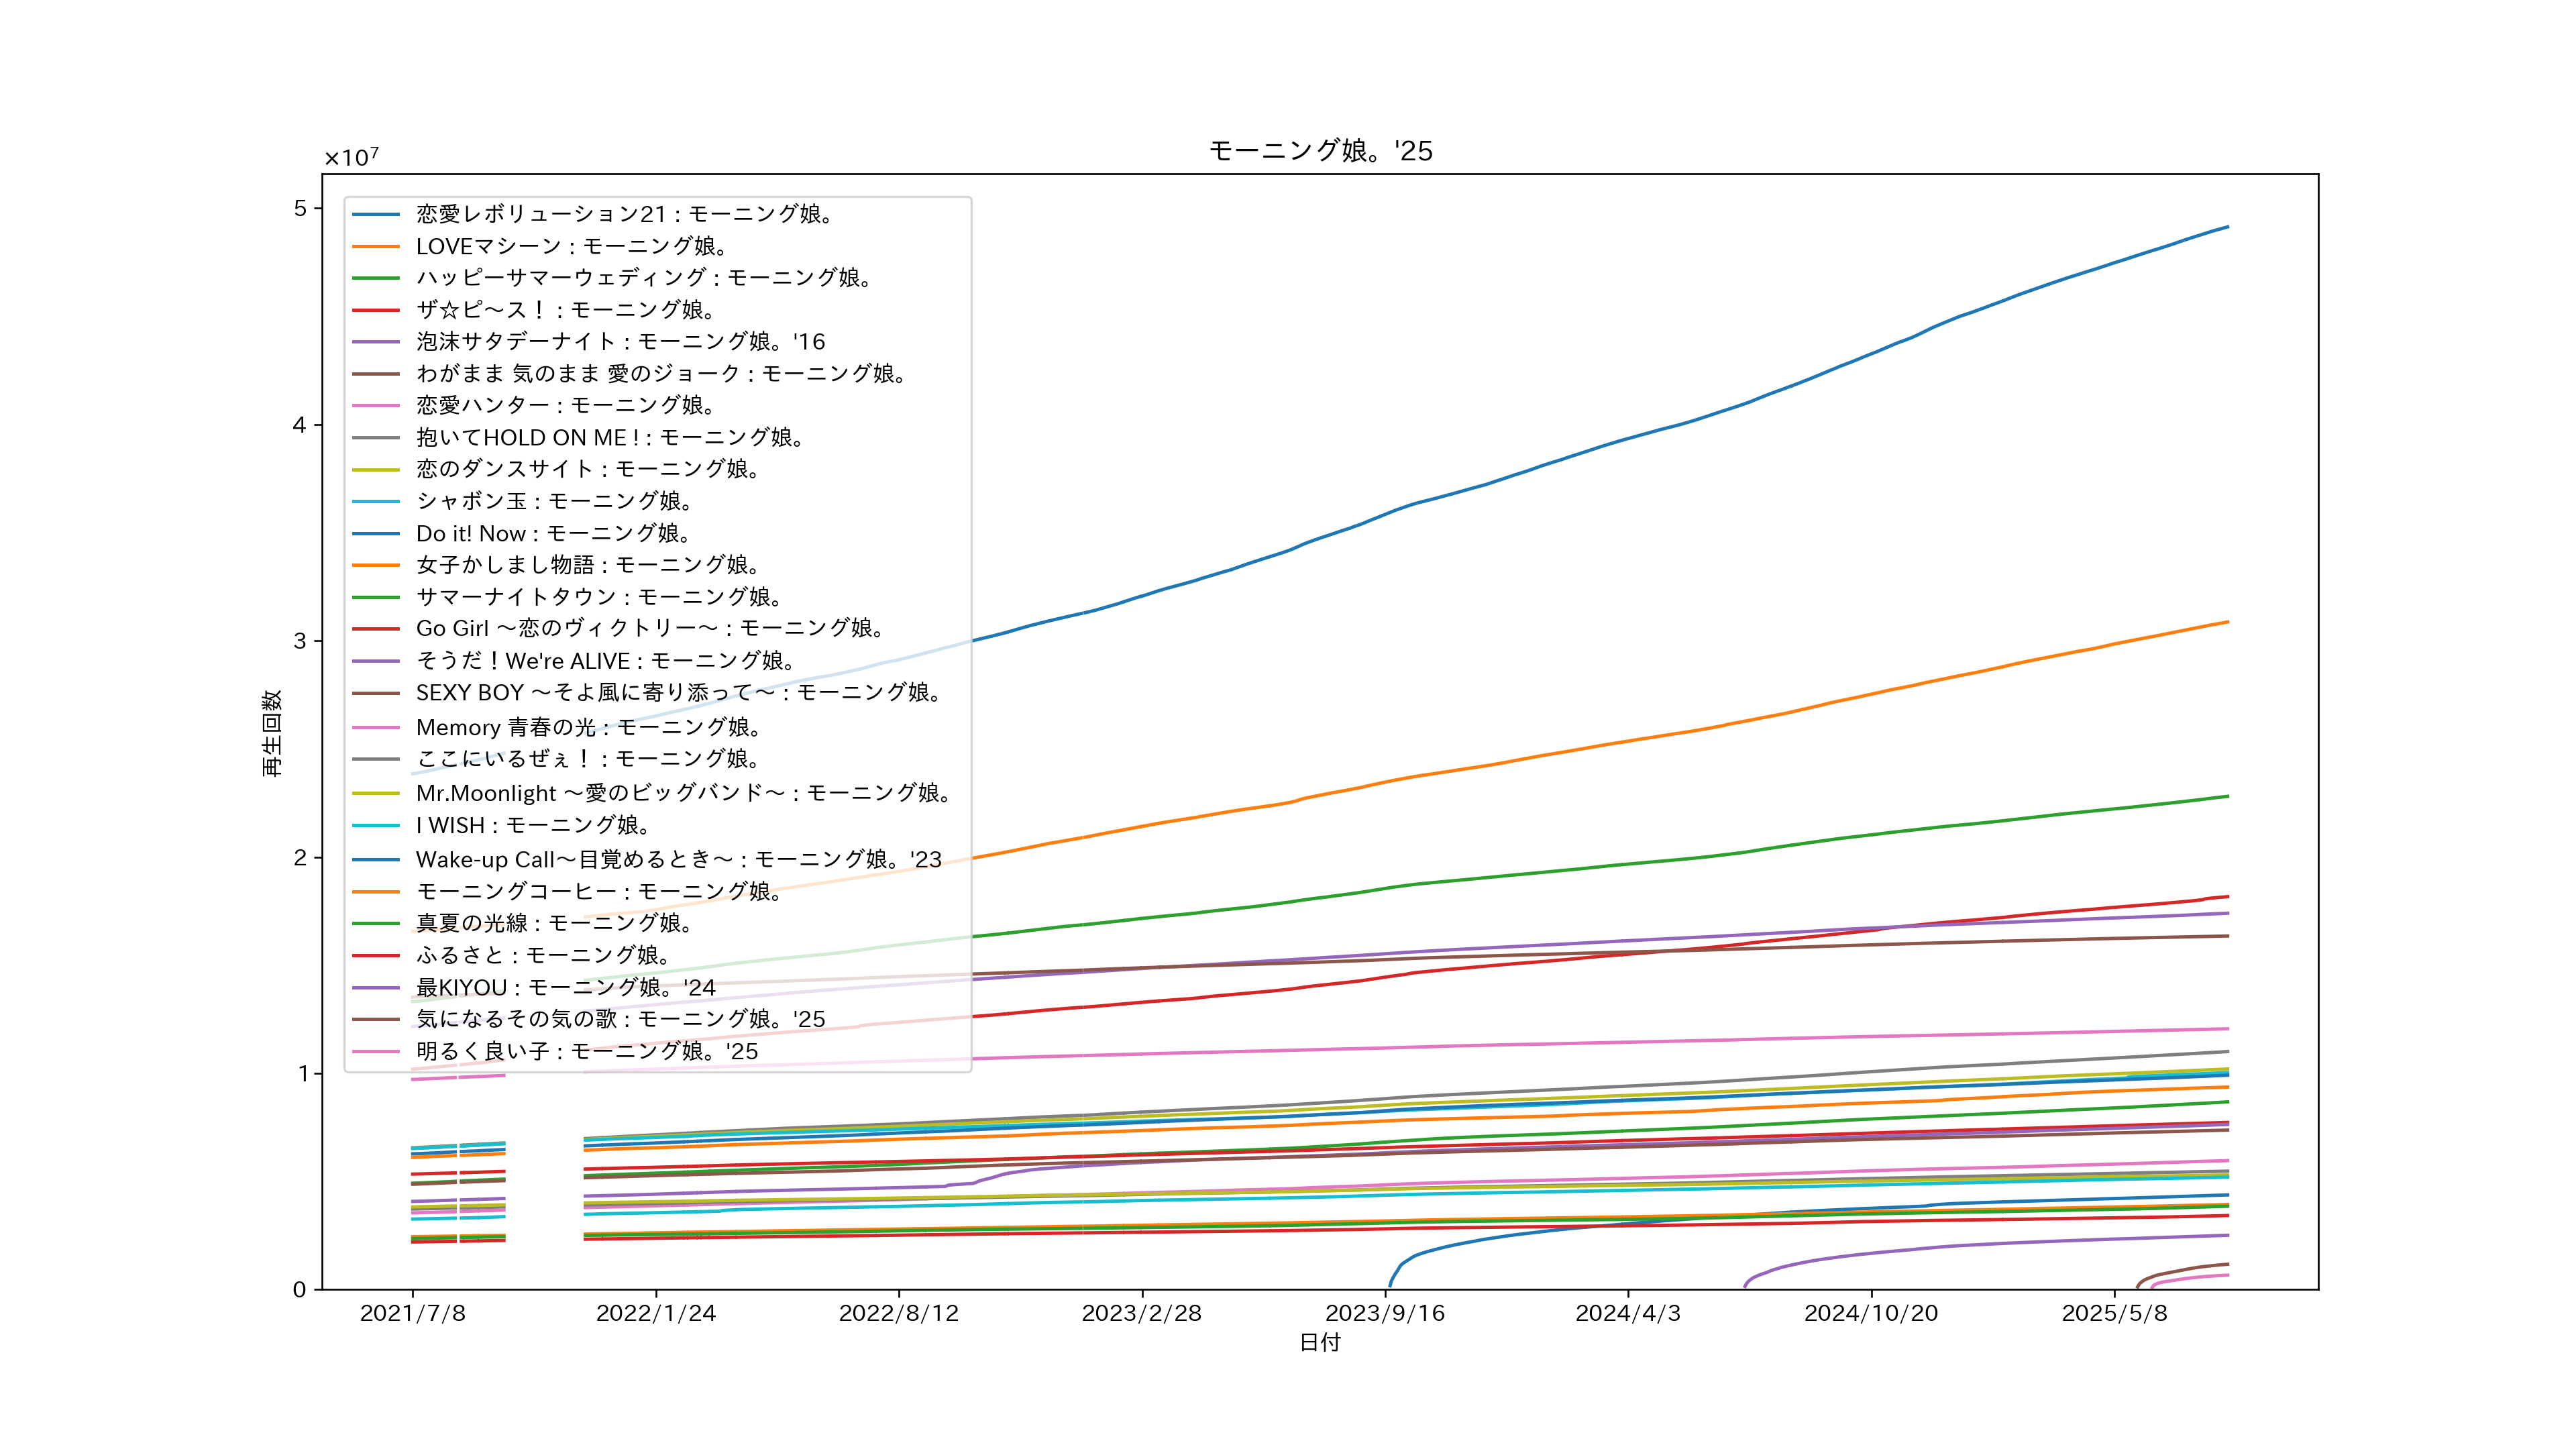 モーニング娘。'25
×10⁷
5
4
3
2
1
0
再生回数
恋愛レボリューション21 : モーニング娘。
LOVEマシーン : モーニング娘。
ハッピーサマーウェディング : モーニング娘。
ザ☆ピ〜ス！ : モーニング娘。
泡沫サタデーナイト : モーニング娘。'16
わがまま 気のまま 愛のジョーク : モーニング娘。
恋愛ハンター : モーニング娘。
抱いてHOLD ON ME ! : モーニング娘。
恋のダンスサイト : モーニング娘。
シャボン玉 : モーニング娘。
Do it! Now : モーニング娘。
女子かしまし物語 : モーニング娘。
サマーナイトタウン : モーニング娘。
Go Girl 〜恋のヴィクトリー〜 : モーニング娘。
そうだ！We're ALIVE : モーニング娘。
SEXY BOY 〜そよ風に寄り添って〜 : モーニング娘。
Memory 青春の光 : モーニング娘。
ここにいるぜぇ！ : モーニング娘。
Mr.Moonlight 〜愛のビッグバンド〜 : モーニング娘。
I WISH : モーニング娘。
Wake-up Call〜目覚めるとき〜 : モーニング娘。'23
モーニングコーヒー : モーニング娘。
真夏の光線 : モーニング娘。
ふるさと : モーニング娘。
最KIYOU : モーニング娘。'24
気になるその気の歌 : モーニング娘。'25
明るく良い子 : モーニング娘。'25
2021/7/8
2022/1/24
2022/8/12
2023/2/28
2023/9/16
2024/4/3
2024/10/20
2025/5/8
日付